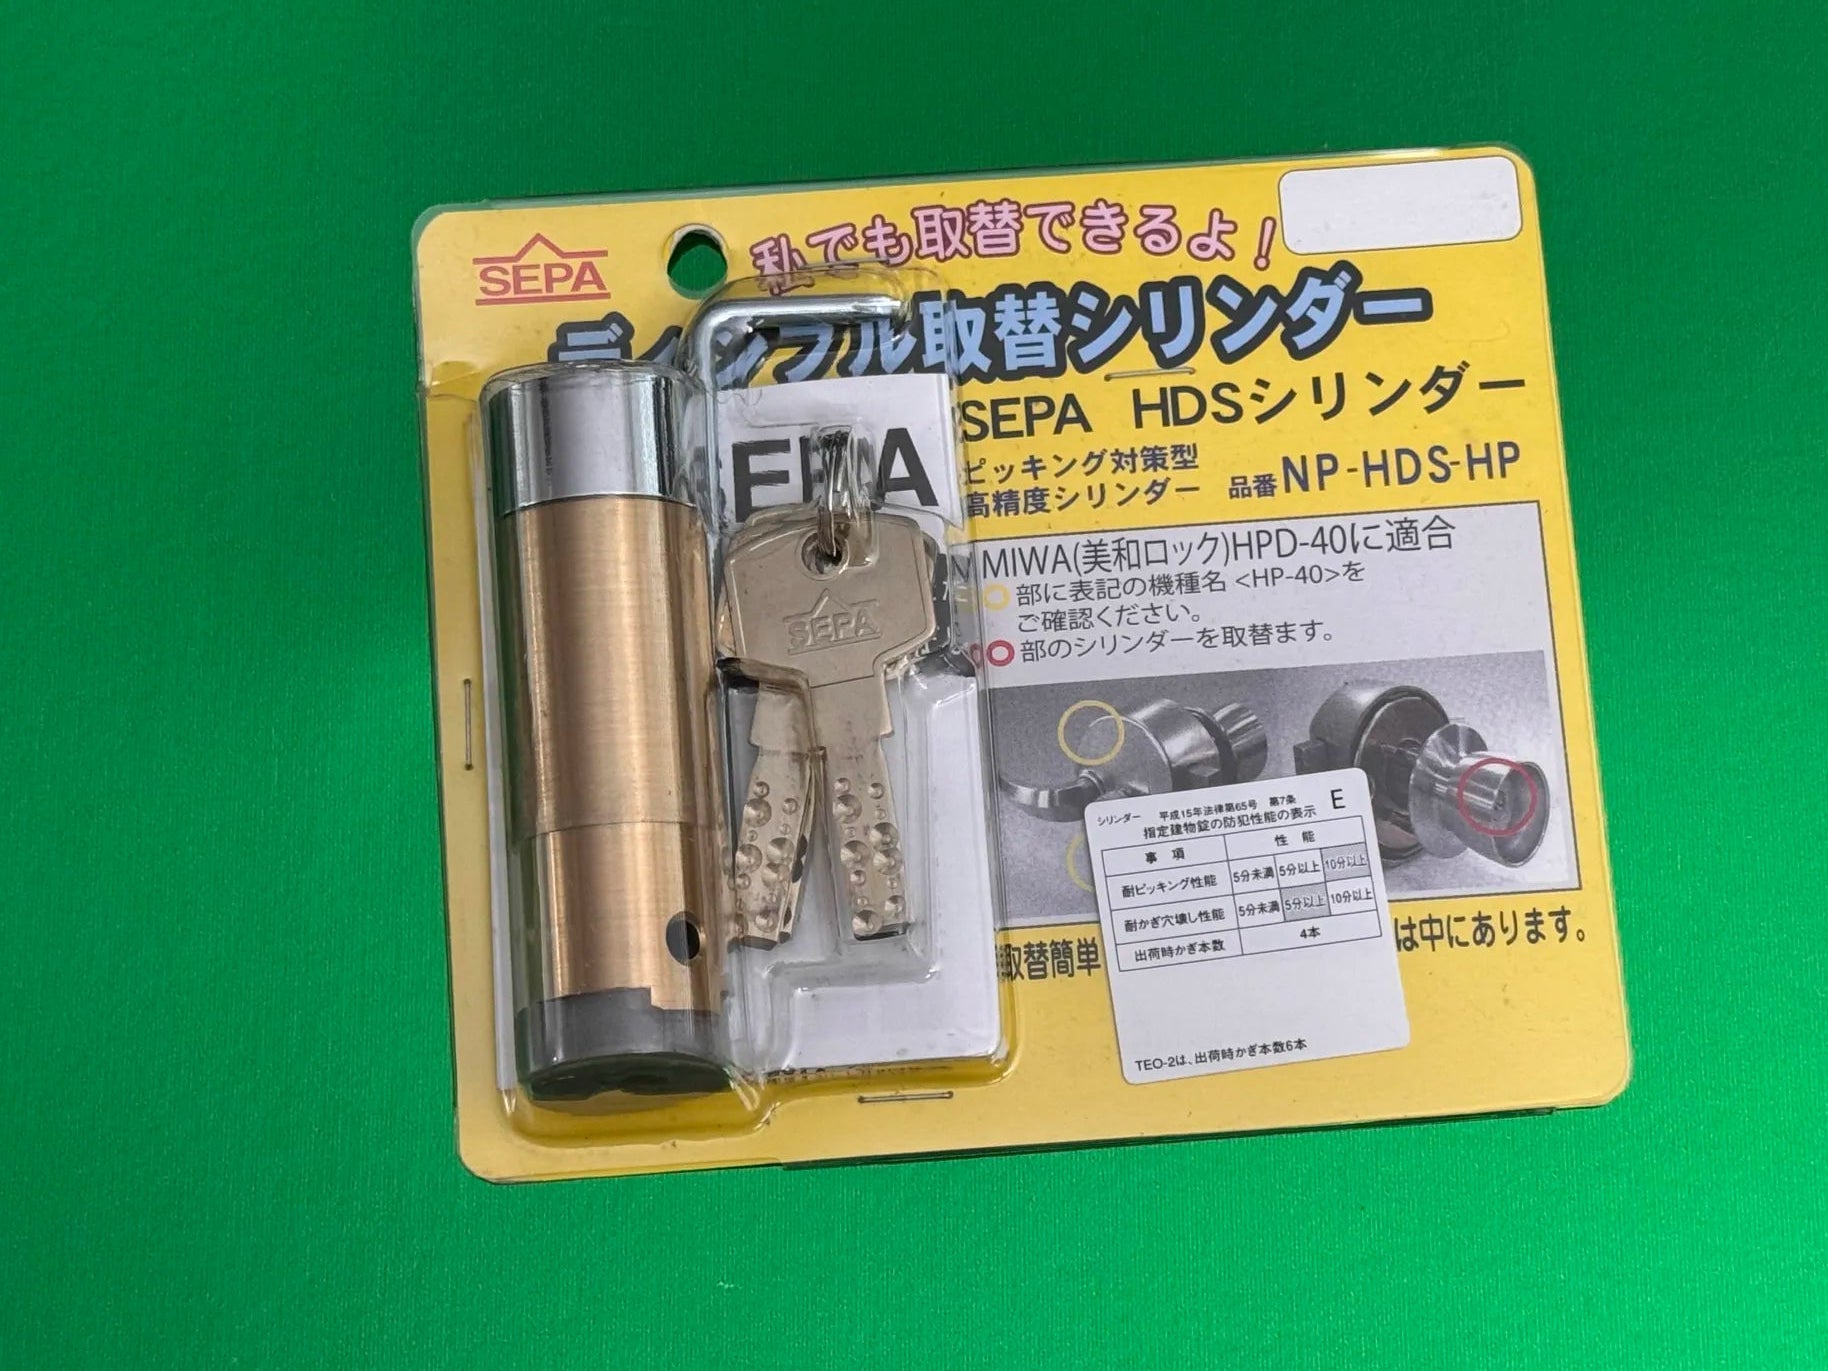 SEPA
私でも取替できるよ!
ディンプル取替シリンダー
SEPA HDSシリンダー
ピッキング対策型
高精度シリンダー 品番NP-HDS-HP
MIWA(美和ロック)HPD-40に適合
部に表記の機種名 <HP-40>を
ご確認ください。
部のシリンダーを取替ます。
SEPA
シリンダー 平成15年法律第65号 第7条 E
指定建物錠の防犯性能の表示
事項 性能
耐ピッキング性能 5分未満 5分以上 10分以上
耐かぎ穴壊し性能 5分未満 5分以上 10分以上
出荷時かぎ本数 4本
TEO-2は、出荷時かぎ本数6本
取替簡単
は中にあります。